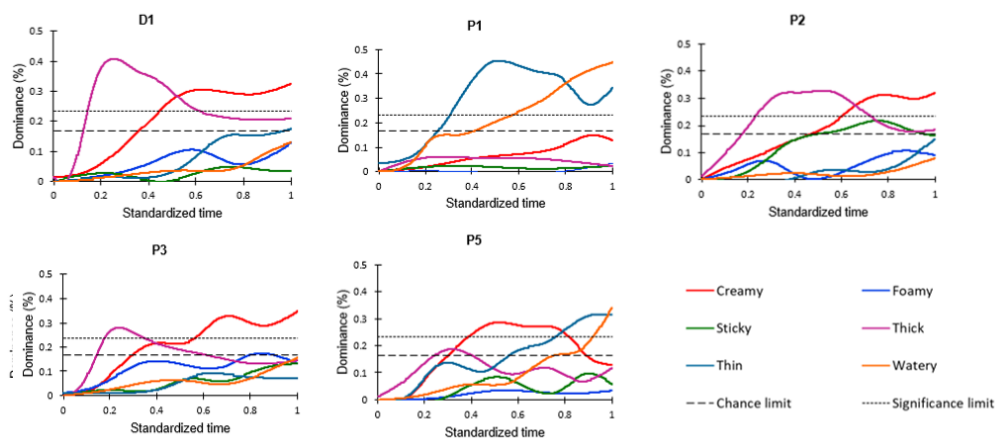 D1
Dominance (%)
0.5
0.4
0.3
0.2
0.1
0
0 0.2 0.4 0.6 0.8 1
Standardized time
P1
Dominance (%)
0.5
0.4
0.3
0.2
0.1
0
0 0.2 0.4 0.6 0.8 1
Standardized time
P2
Dominance (%)
0.5
0.4
0.3
0.2
0.1
0
0 0.2 0.4 0.6 0.8 1
Standardized time
P3
Dominance (%)
0.5
0.4
0.3
0.2
0.1
0
0 0.2 0.4 0.6 0.8 1
Standardized time
P5
Dominance (%)
0.5
0.4
0.3
0.2
0.1
0
0 0.2 0.4 0.6 0.8 1
Standardized time
Creamy Foamy
Sticky Thick
Thin Watery
Chance limit Significance limit